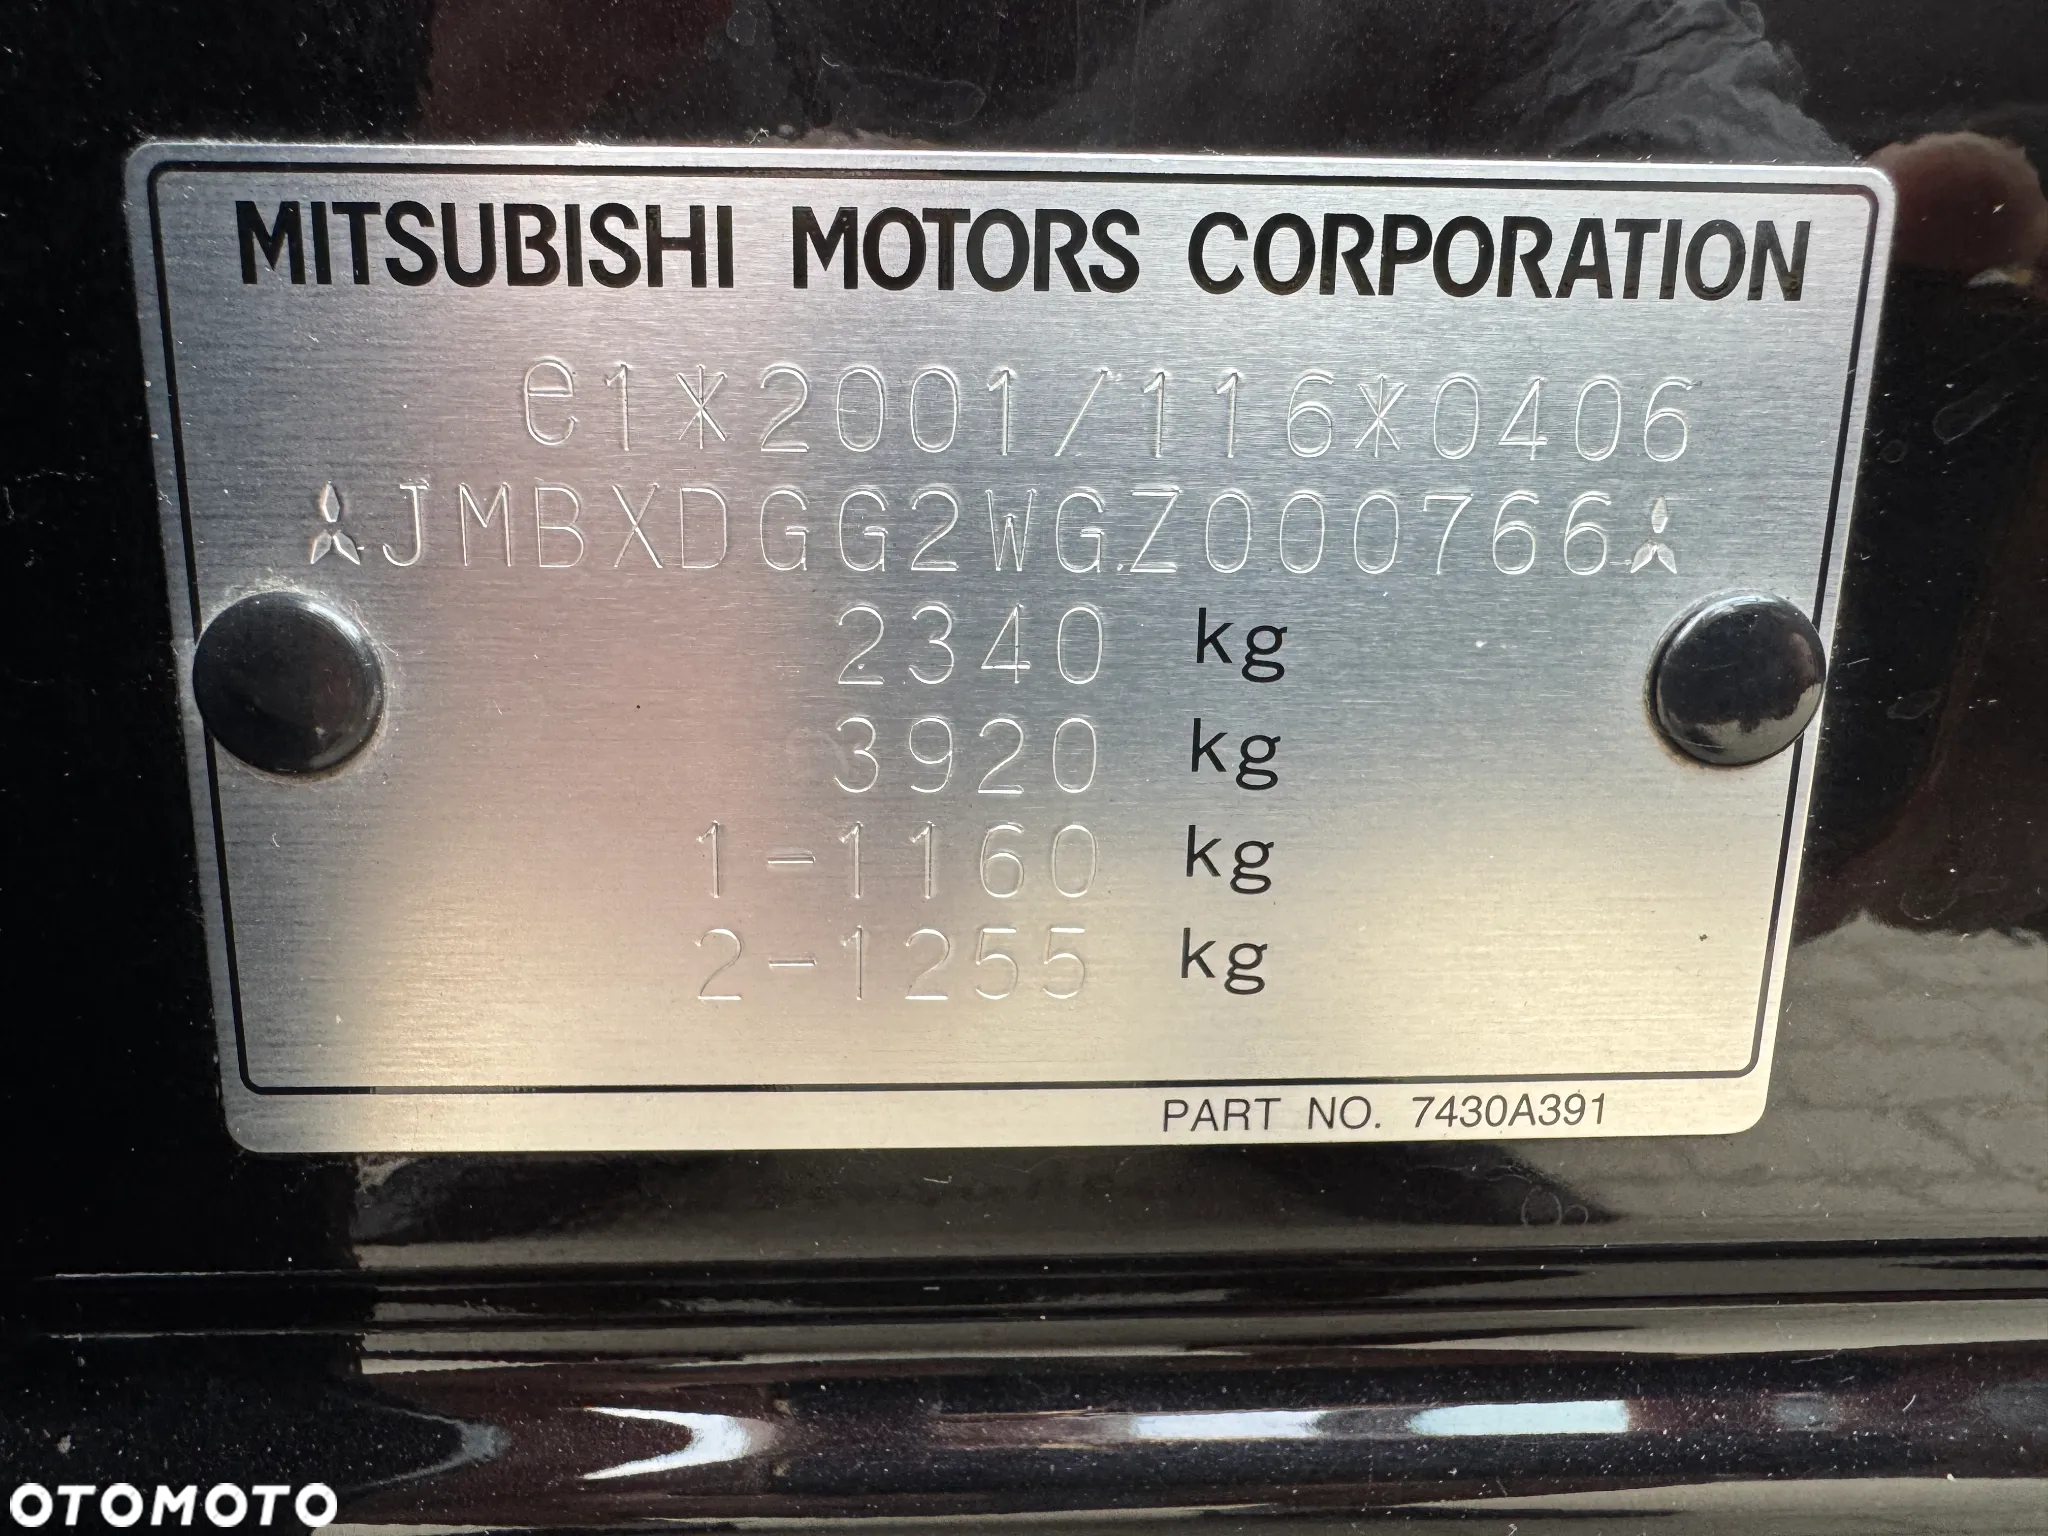 MITSUBISHI MOTORS CORPORATION
e1*2001/116*0406
JMBXDGG2WGZ000766
2340 kg
3920 kg
1-1160 kg
2-1255 kg
PART NO. 7430A391
OTOMOTO